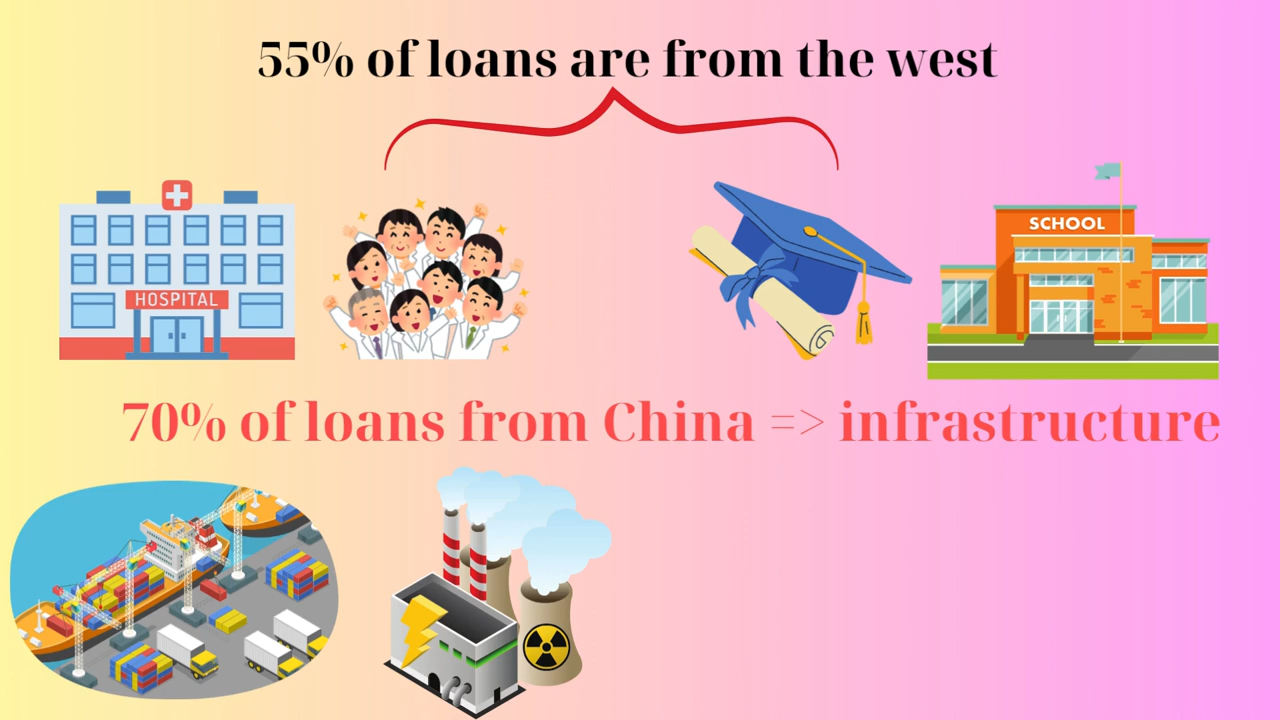 55% of loans are from the west
HOSPITAL
SCHOOL
70% of loans from China => infrastructure